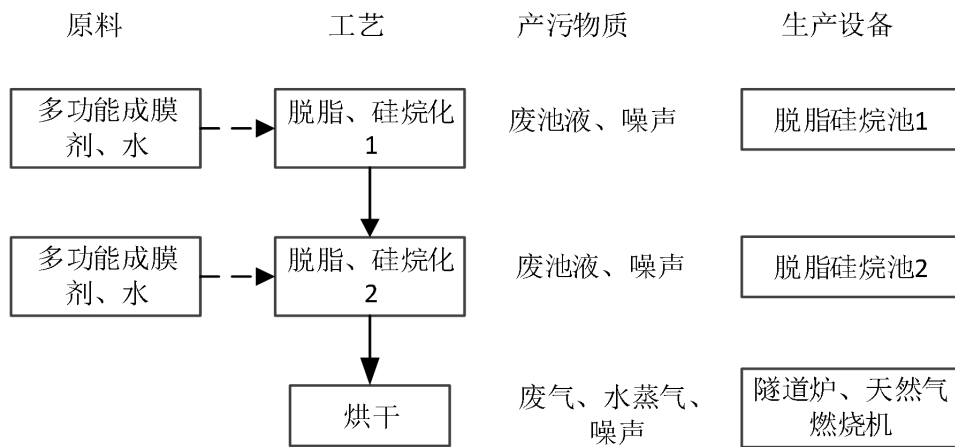 原料 工艺 产污物质 生产设备
多功能成膜
剂、水
脱脂、硅烷化
1
废池液、噪声
脱脂硅烷池1
多功能成膜
剂、水
脱脂、硅烷化
2
废池液、噪声
脱脂硅烷池2
烘干
废气、水蒸气、
噪声
隧道炉、天然气
燃烧机